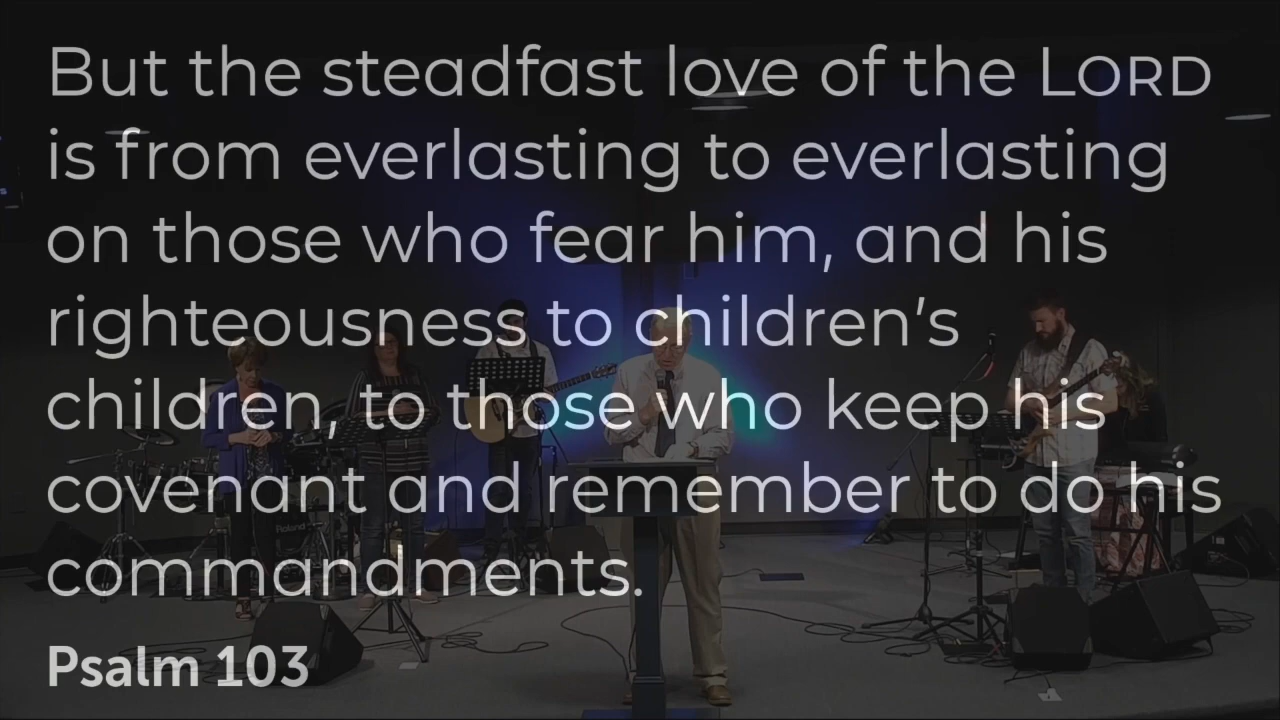 But the steadfast love of the LORD
is from everlasting to everlasting
on those who fear him, and his
righteousness to children’s
children, to those who keep his
covenant and remember to do his
commandments.
Psalm 103
Roland